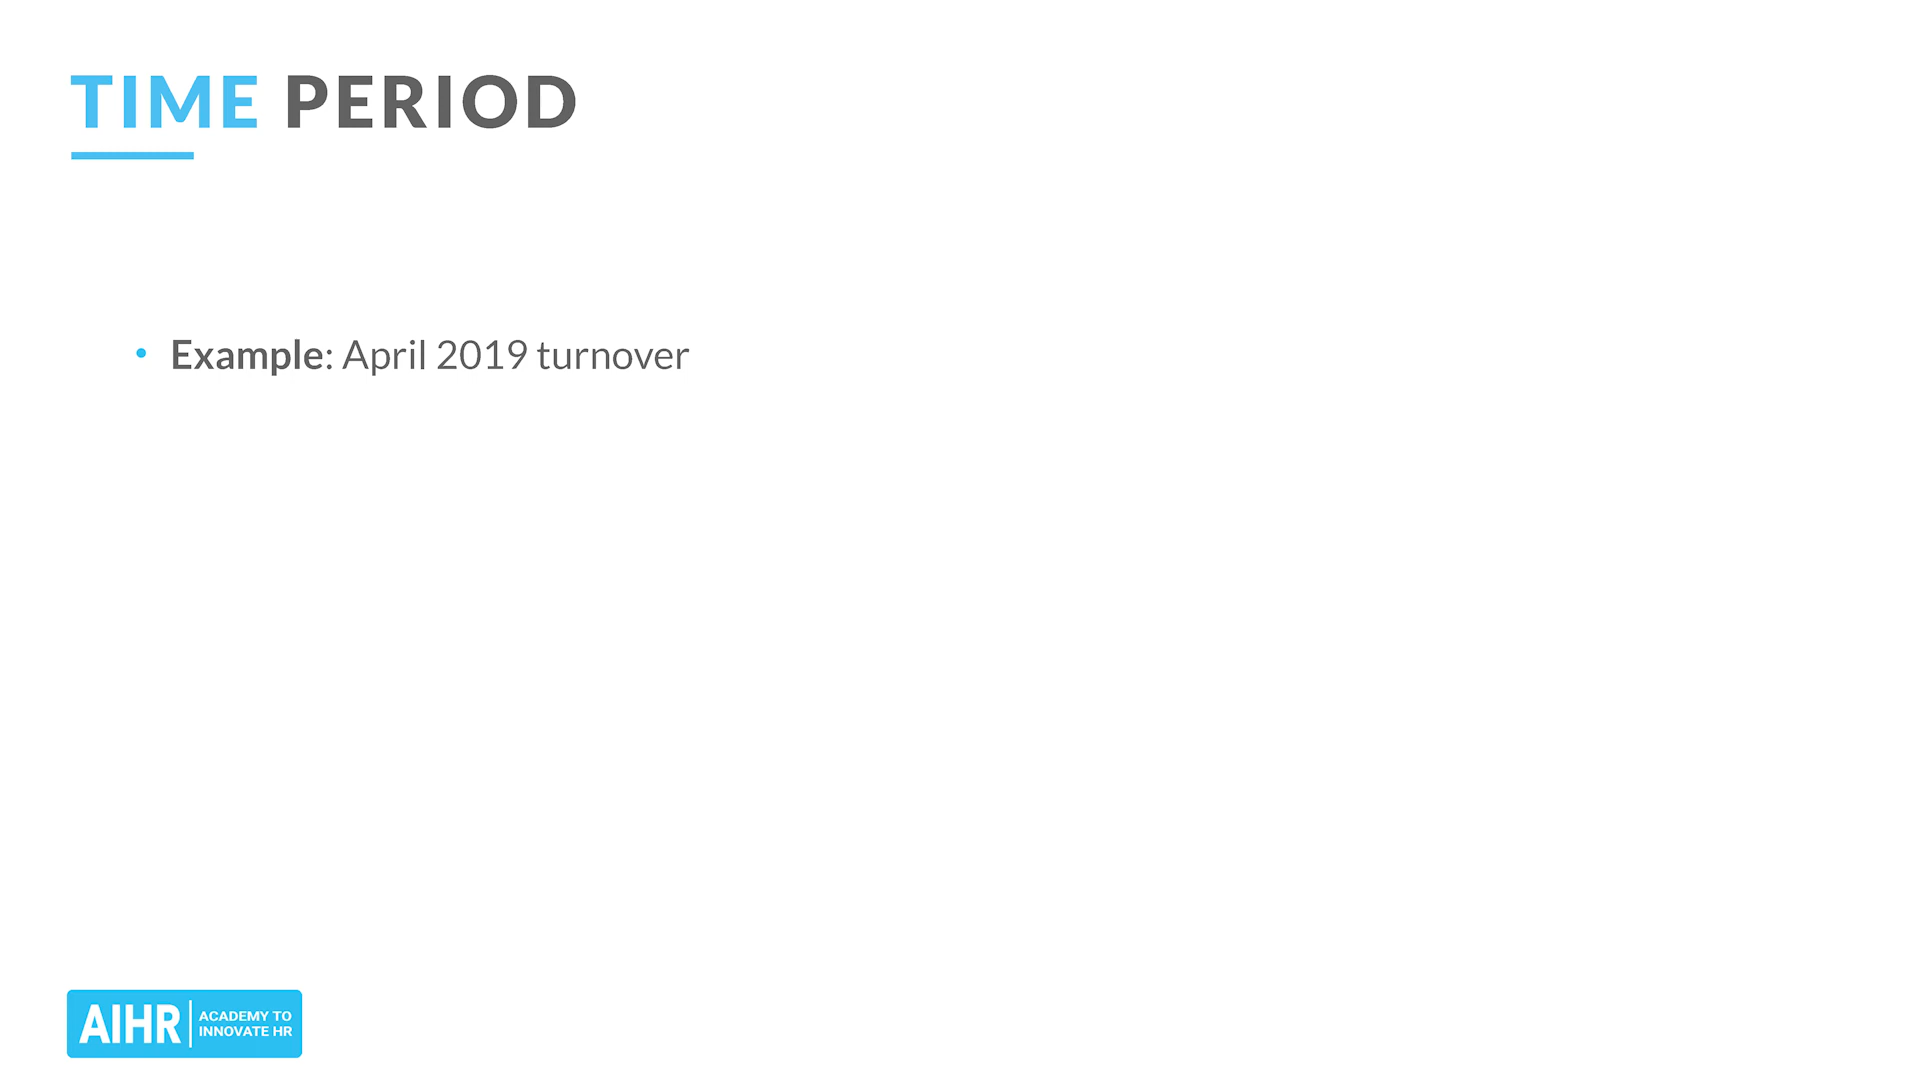 TIME PERIOD
• Example: April 2019 turnover
AIHR
ACADEMY TO
INNOVATE HR